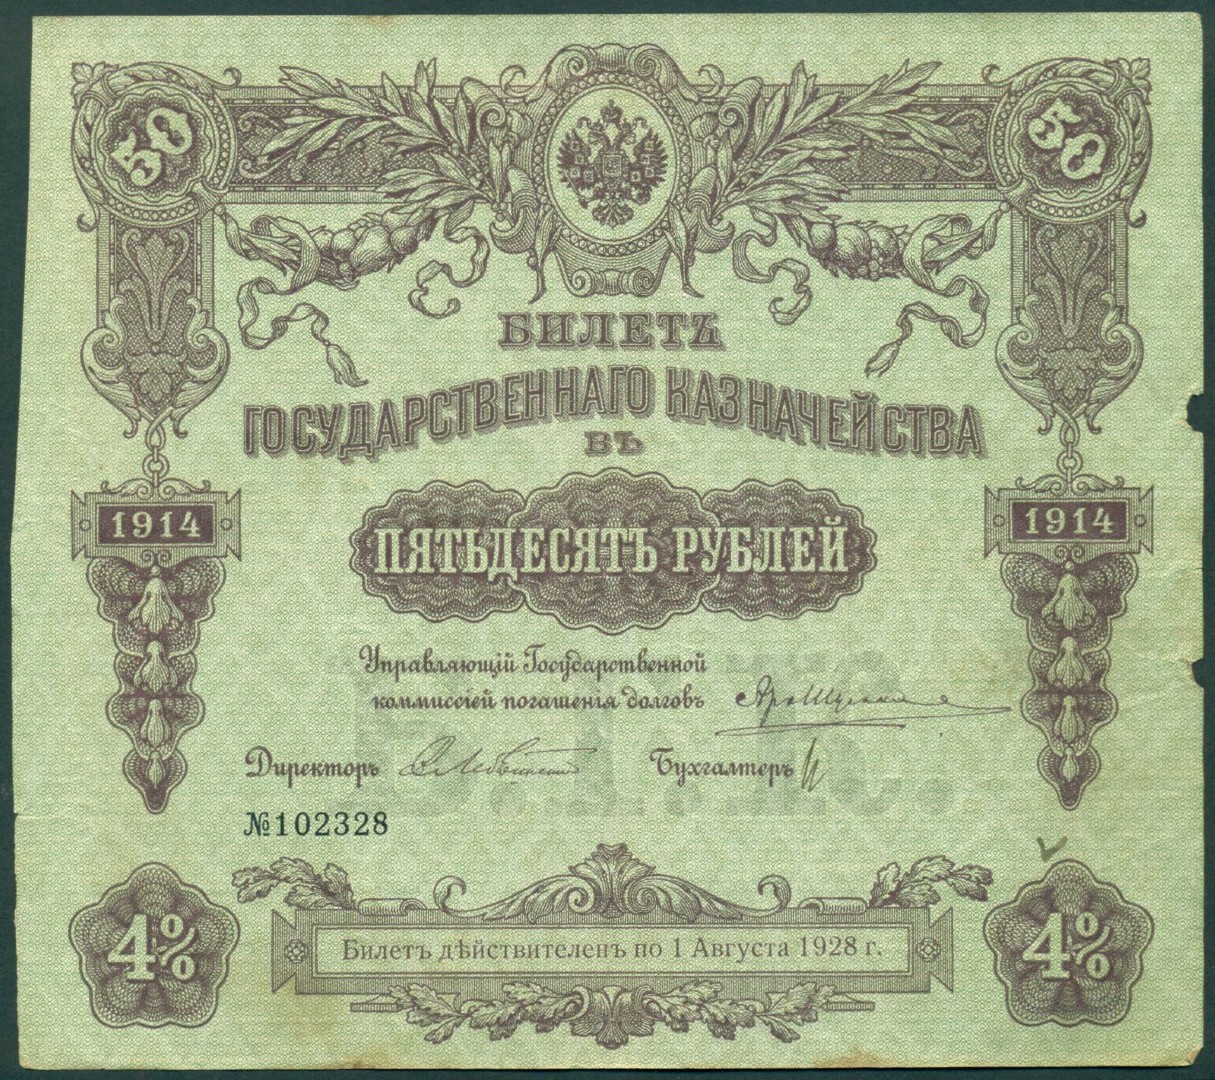 50 50
БИЛЕТЪ
ГОСУДАРСТВЕННАГО КАЗНАЧЕЙСТВА
ВЪ
1914 1914
ПЯТЬДЕСЯТЪ РУБЛЕЙ
Управляющій Государственной
коммиссіей погашенія долговъ
Директоръ Бухгалтеръ
№102328
4% 4%
Билетъ дѣйствителенъ по 1 Августа 1928 г.